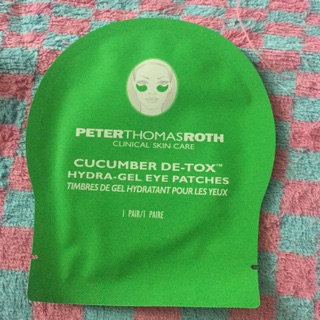 PETERTHOMASROTH
CLINICAL SKIN CARE
CUCUMBER DE-TOX™
HYDRA-GEL EYE PATCHES
TIMBRES DE GEL HYDRATANT POUR LES YEUX
1 PAIR/1 PAIRE